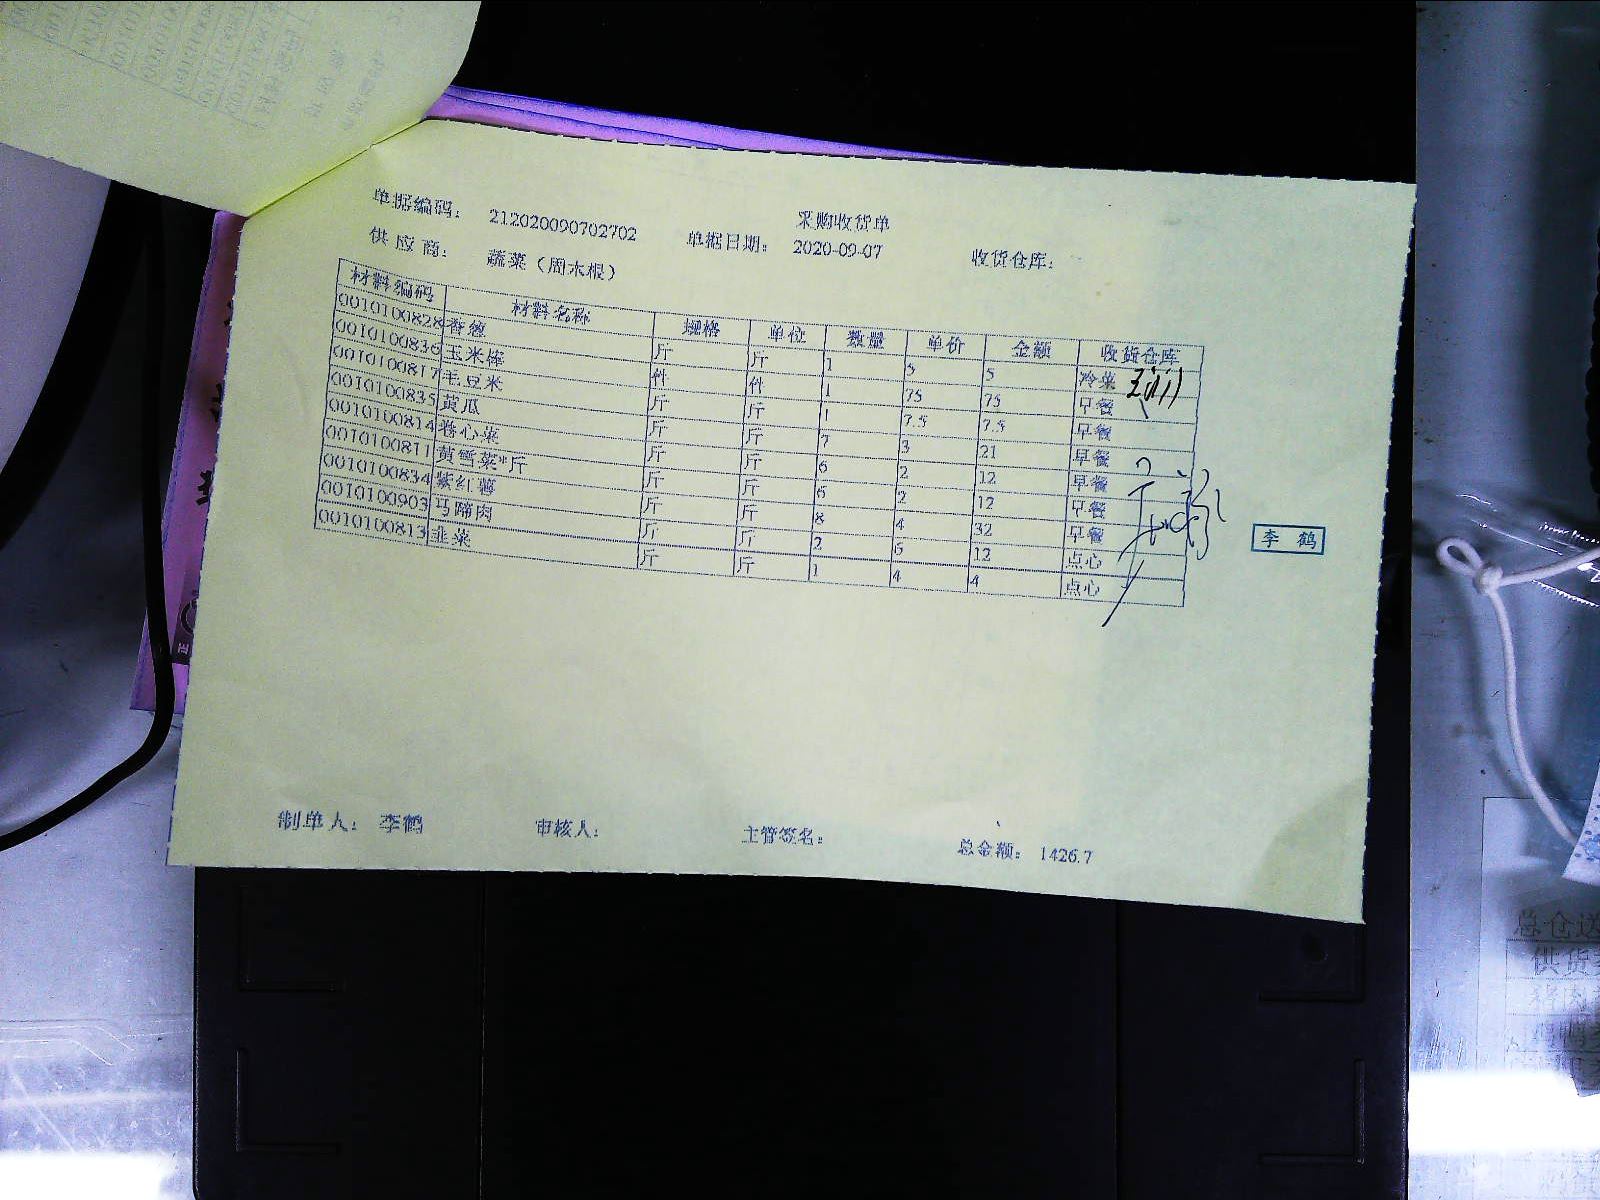 采购收货单
单据编码： 212020090702702 单据日期： 2020-09-07 收货仓库：
供应商： 蔬菜（周木根）
材料编码 材料名称 规格 单位 数量 单价 金额 收货仓库
0010100828 香葱 斤 斤 1 5 5 冷菜
0010100836 玉米棒 件 件 1 75 75 早餐
0010100817 毛豆米 斤 斤 1 7.5 7.5 早餐
0010100835 黄瓜 斤 斤 7 3 21 早餐
0010100814 卷心菜 斤 斤 6 2 12 早餐
0010100811 黄雪菜*斤 斤 斤 6 2 12 早餐
0010100834 紫红薯 斤 斤 8 4 32 早餐
0010100903 马蹄肉 斤 斤 2 6 12 点心
0010100813 韭菜 斤 斤 1 4 4 点心
李鹤
制单人： 李鹤 审核人： 主管签名： 总金额： 1426.7
总仓送
供货